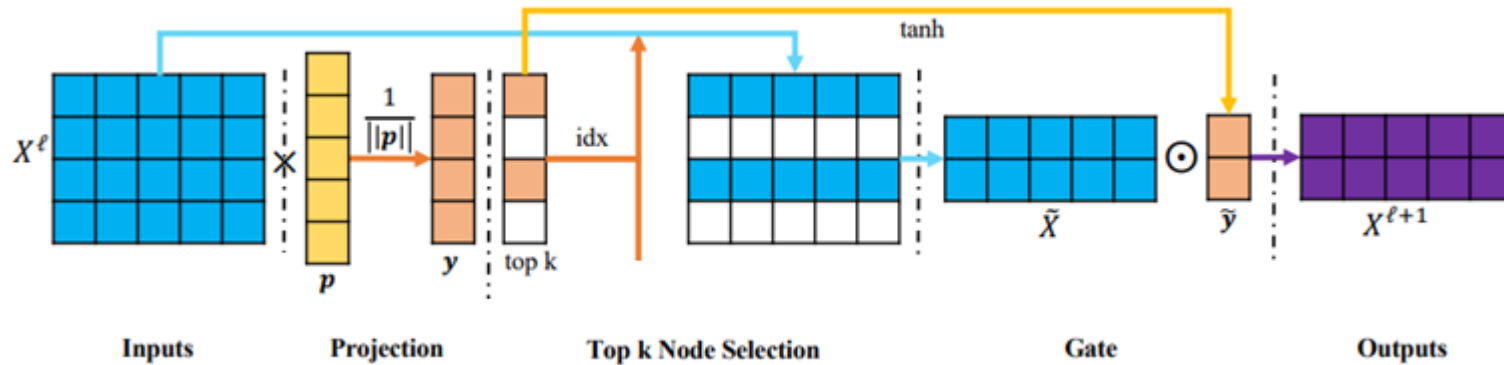 tanh
X^ℓ
×
1
||p||
idx
⊙
p
y
top k
X̃
ỹ
X^{ℓ+1}
Inputs
Projection
Top k Node Selection
Gate
Outputs